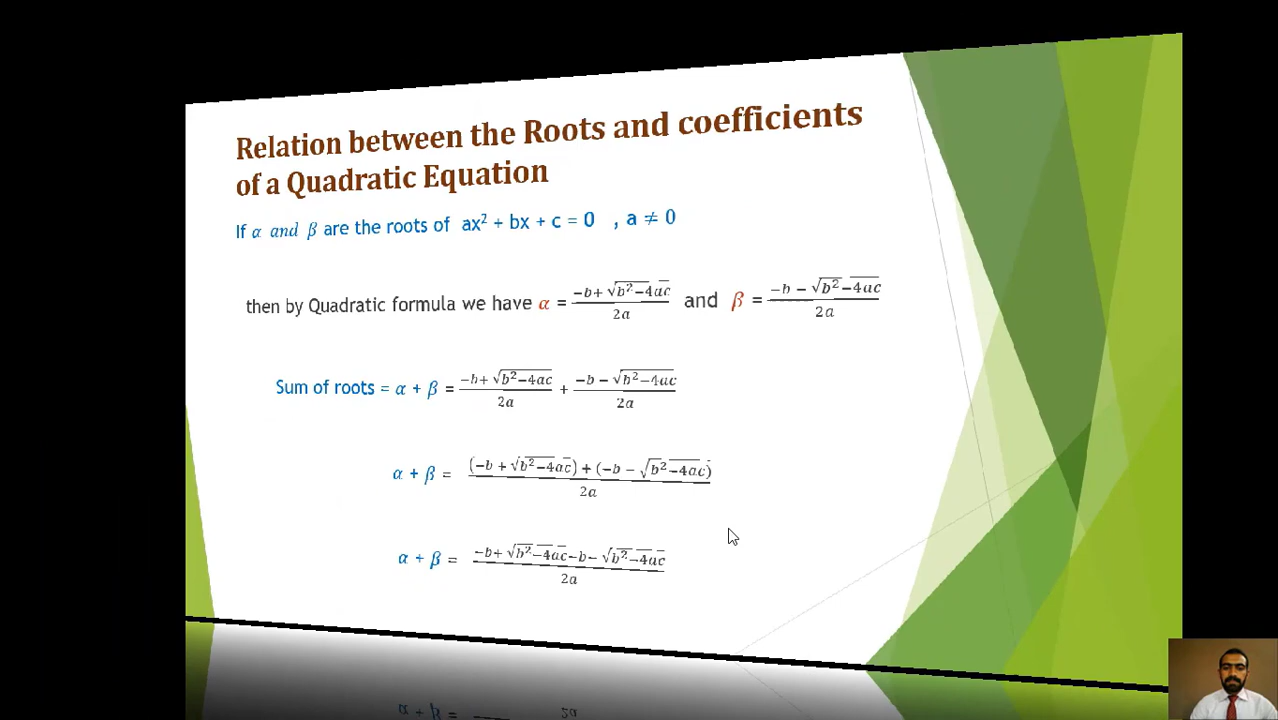 Relation between the Roots and coefficients
of a Quadratic Equation
If α and β are the roots of ax² + bx + c = 0 , a ≠ 0
then by Quadratic formula we have α = (-b+√(b²-4ac))/2a and β = (-b-√(b²-4ac))/2a
Sum of roots = α + β = (-b+√(b²-4ac))/2a + (-b-√(b²-4ac))/2a
α + β = ((-b+√(b²-4ac))+(-b-√(b²-4ac)))/2a
α + β = (-b+√(b²-4ac)-b-√(b²-4ac))/2a
α + β = 2a